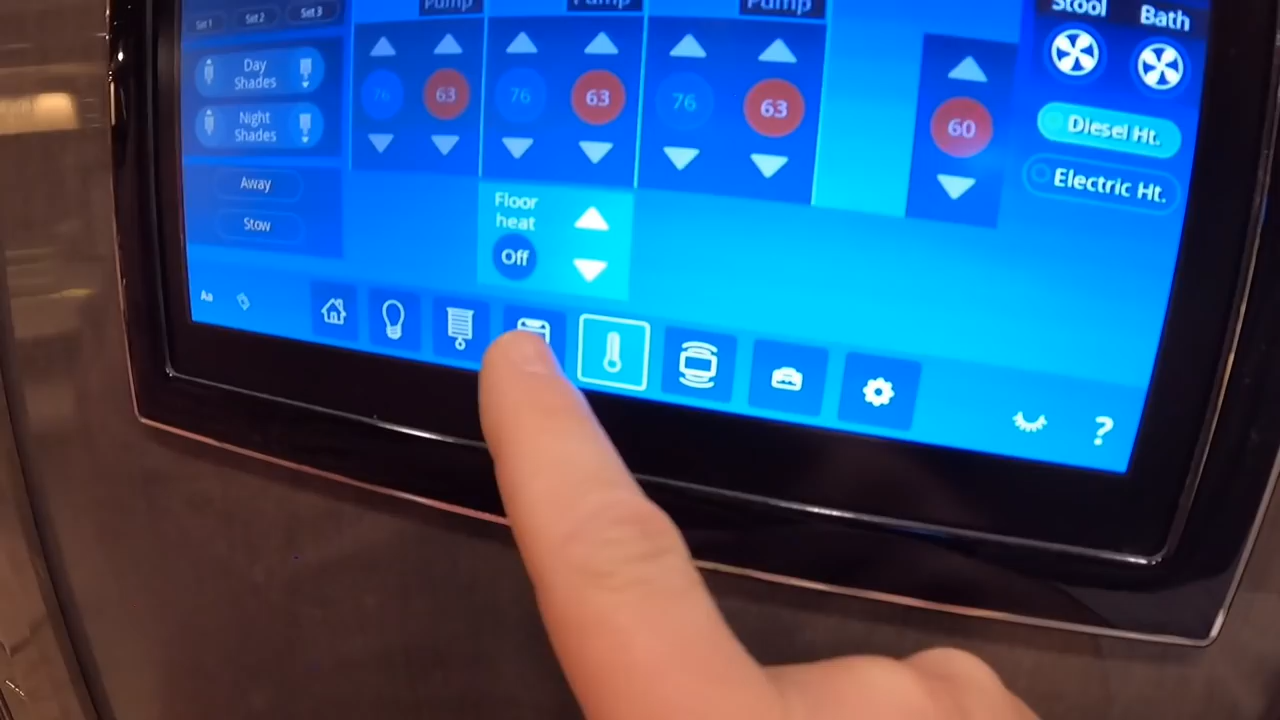 Set 1 Set 2 Set 3
Pump Pump Pump
Stool Bath
Day
Shades
76 63 76 63 76 63 60
Night
Shades
Diesel Ht.
Electric Ht.
Away
Stow
Floor
heat
Off
Aa
?